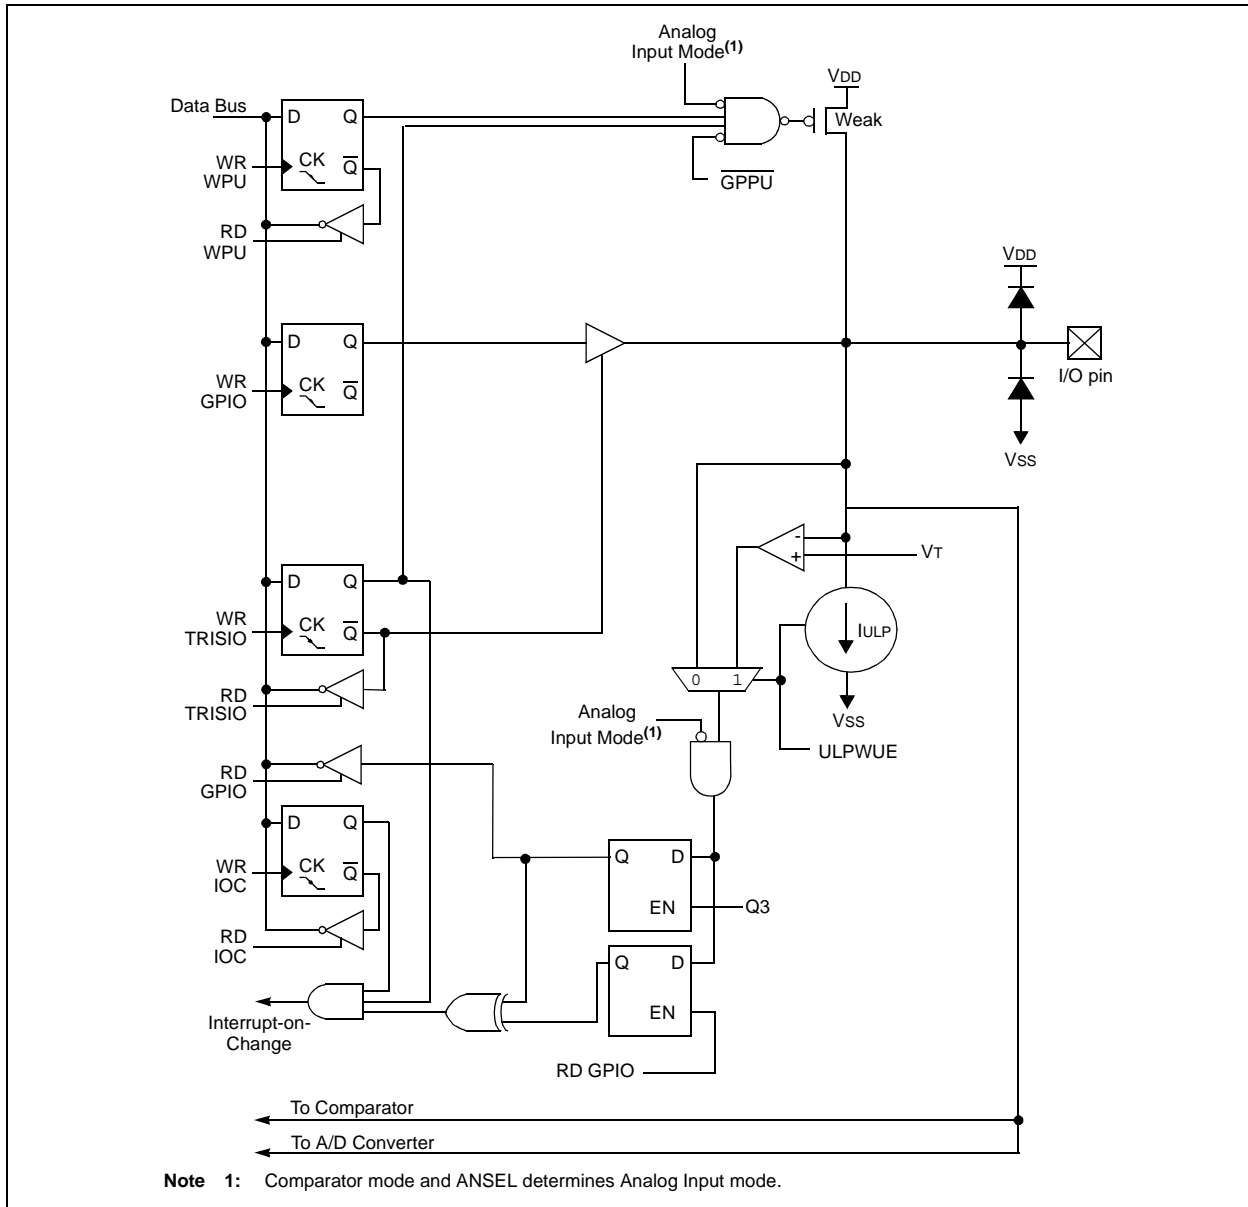 Analog
Input Mode(1)
VDD
Data Bus
D Q
Weak
WR
WPU
CK
Q
GPPU
RD
WPU
VDD
D Q
WR
GPIO
CK
Q
I/O pin
VSS
-
+
VT
D Q
WR
TRISIO
CK
Q
IULP
0 1
RD
TRISIO
Analog
Input Mode(1)
VSS
ULPWUE
RD
GPIO
D Q
WR
IOC
CK
Q
Q D
EN
Q3
RD
IOC
Q D
EN
Interrupt-on-
Change
RD GPIO
To Comparator
To A/D Converter
Note 1: Comparator mode and ANSEL determines Analog Input mode.